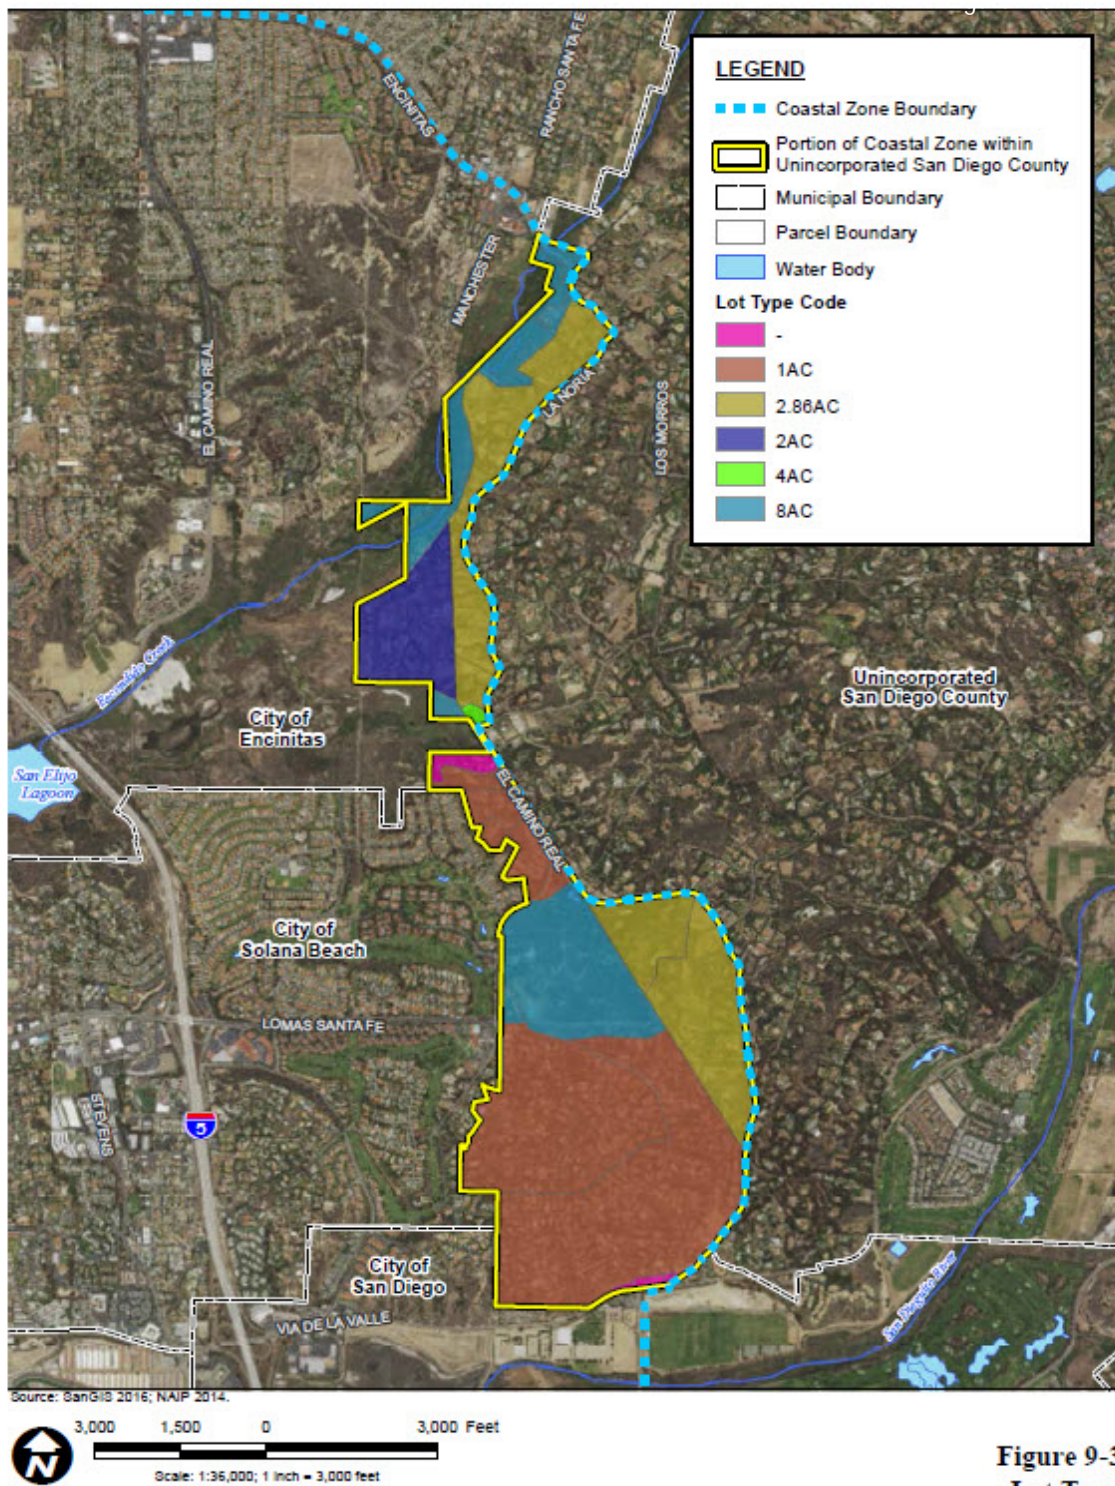 ENCINITAS
RANCHO SANTA FE
MANCHESTER
EL CAMINO REAL
LA NORIA
LOS MORROS
LEGEND
Coastal Zone Boundary
Portion of Coastal Zone within
Unincorporated San Diego County
Municipal Boundary
Parcel Boundary
Water Body
Lot Type Code
-
1AC
2.86AC
2AC
4AC
8AC
Escondido Creek
City of
Encinitas
Unincorporated
San Diego County
San Elijo
Lagoon
EL CAMINO REAL
City of
Solana Beach
LOMAS SANTA FE
STEVENS
5
City of
San Diego
VIA DE LA VALLE
San Dieguito River
Source: SanGIS 2016; NAIP 2014.
N
3,000 1,500 0 3,000 Feet
Scale: 1:36,000; 1 inch = 3,000 feet
Figure 9-3